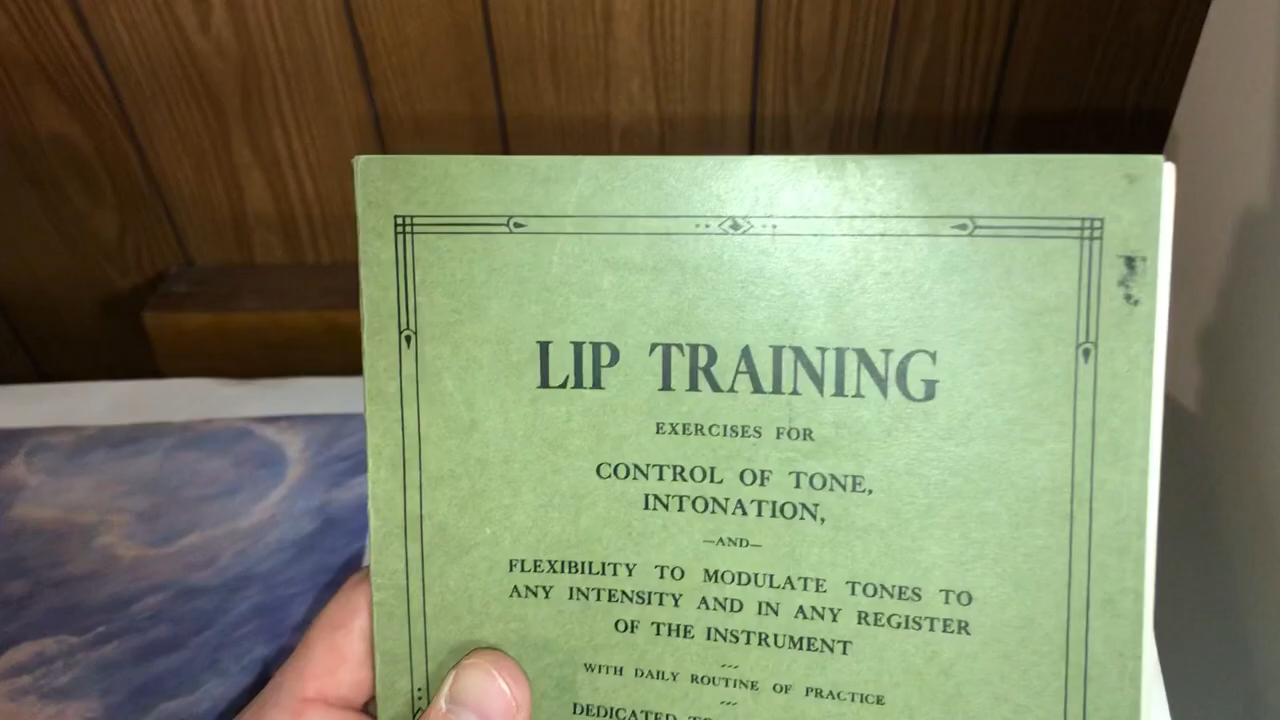 LIP TRAINING
EXERCISES FOR
CONTROL OF TONE,
INTONATION,
—AND—
FLEXIBILITY TO MODULATE TONES TO
ANY INTENSITY AND IN ANY REGISTER
OF THE INSTRUMENT
WITH DAILY ROUTINE OF PRACTICE
DEDICATED TO